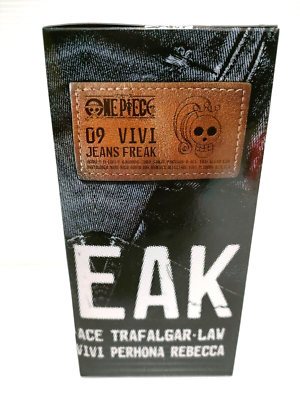 ONE PIECE
09 VIVI
JEANS FREAK
EAK
ACE TRAFALGAR·LAW
VIVI PERHONA REBECCA